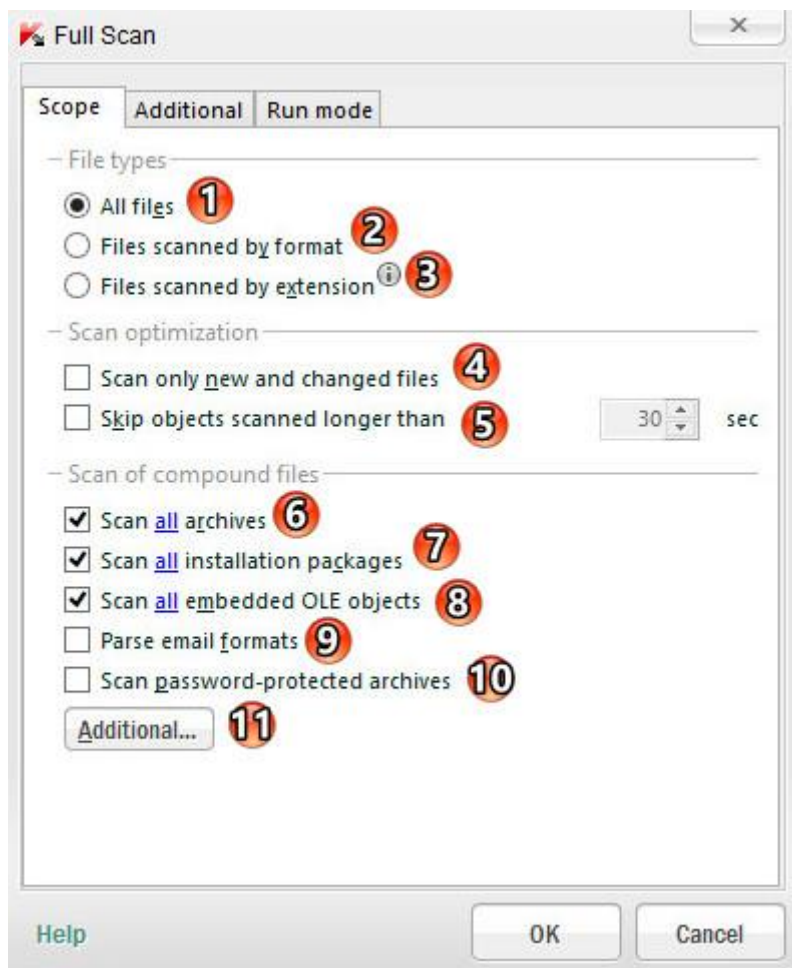 Full Scan
Scope Additional Run mode
File types
All files 1
Files scanned by format 2
Files scanned by extension 3
Scan optimization
Scan only new and changed files 4
Skip objects scanned longer than 5 30 sec
Scan of compound files
Scan all archives 6
Scan all installation packages 7
Scan all embedded OLE objects 8
Parse email formats 9
Scan password-protected archives 10
Additional... 11
Help OK Cancel